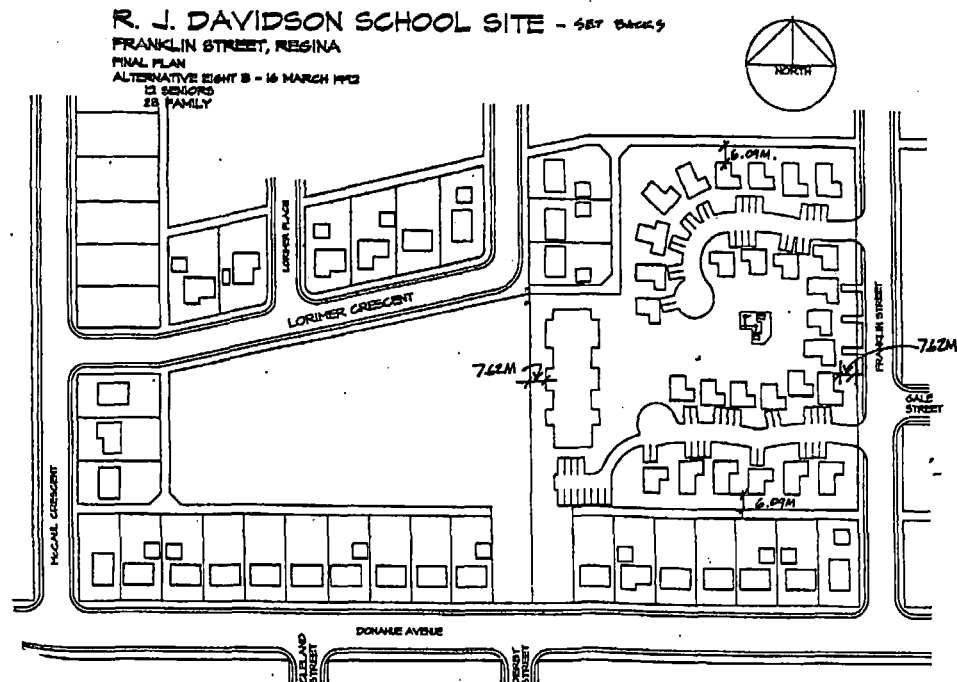 R. J. DAVIDSON SCHOOL SITE - SET BACKS
FRANKLIN STREET, REGINA
FINAL PLAN
ALTERNATIVE EIGHT B - 16 MARCH 1992
12 SENIORS
28 FAMILY
NORTH
6.09M.
LORIMER PLACE
LORIMER CRESCENT
FRANKLIN STREET
7.62M
7.62M
GALE
STREET
McCAUL CRESCENT
6.09M
DONAHUE AVENUE
CLELAND
STREET
DERBY
STREET